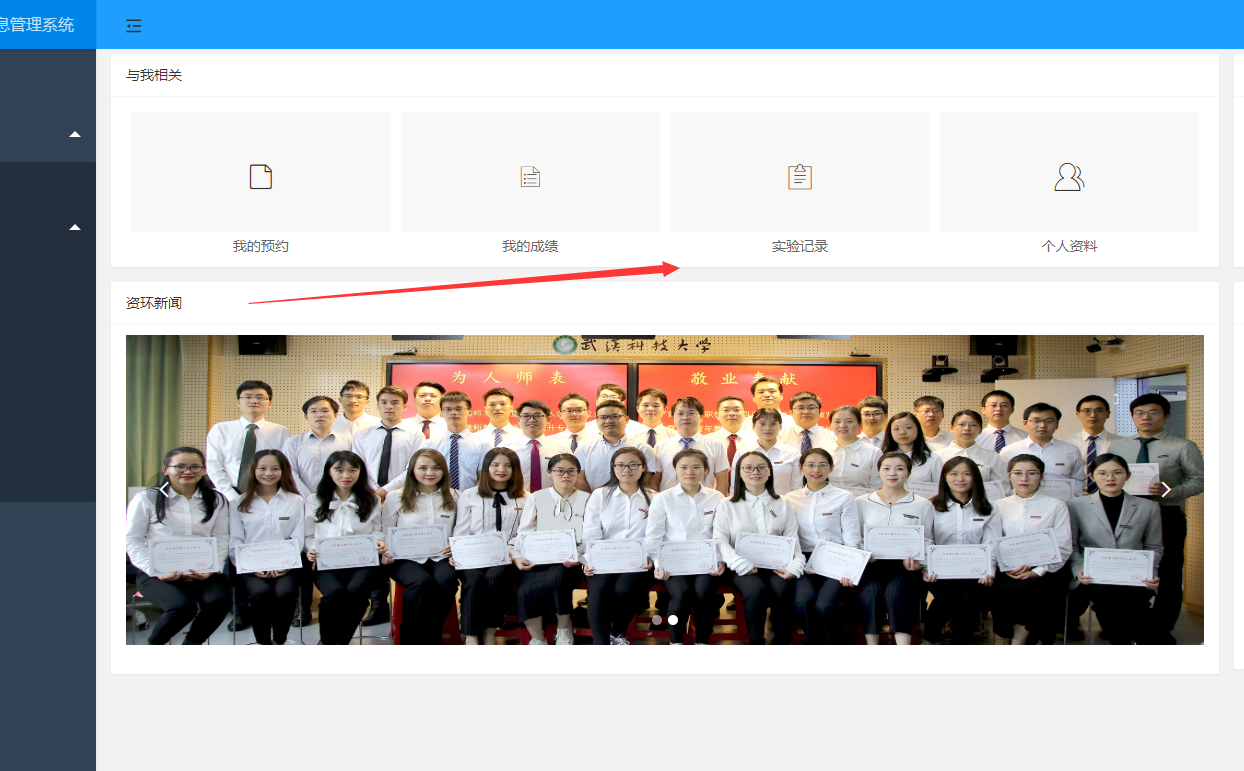 息管理系统
与我相关
我的预约
我的成绩
实验记录
个人资料
资环新闻
武汉科技大学
为人师表
敬业奉献